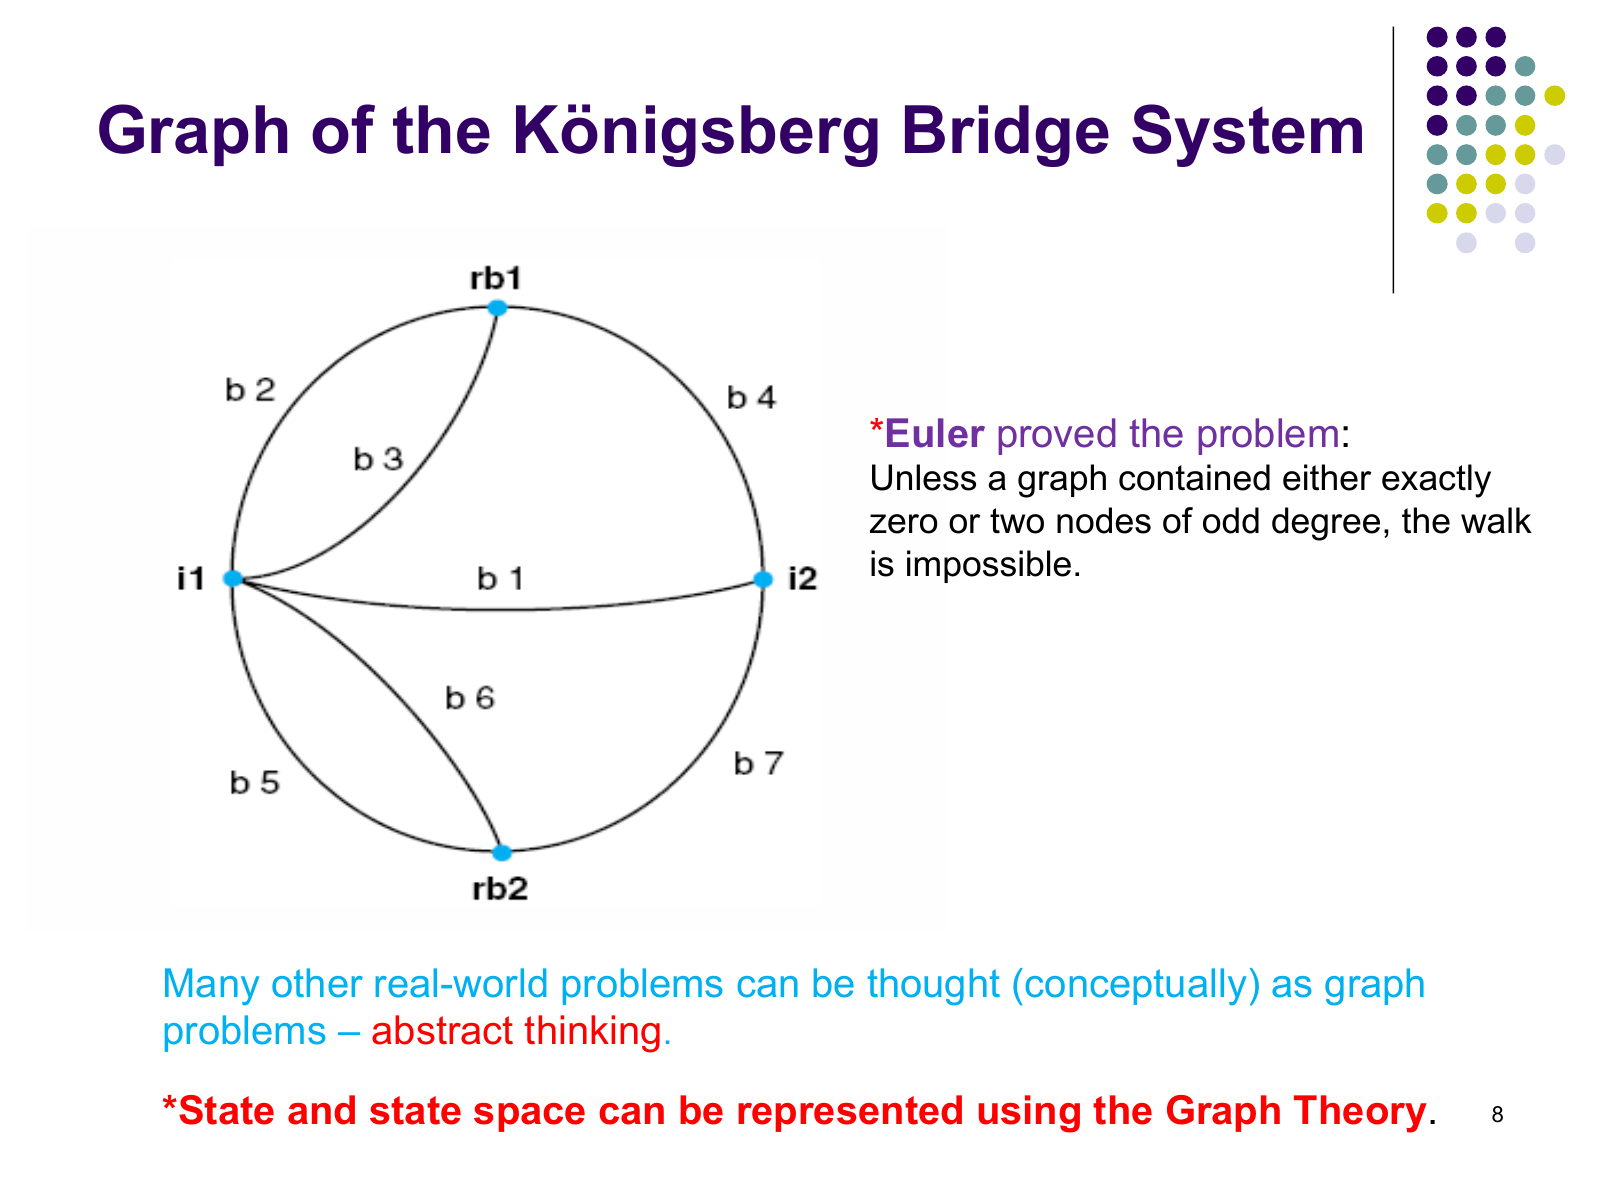 Graph of the Königsberg Bridge System
rb1
b 2
b 4
b 3
i1
b 1
i2
b 6
b 5
b 7
rb2
*Euler proved the problem:
Unless a graph contained either exactly
zero or two nodes of odd degree, the walk
is impossible.
Many other real-world problems can be thought (conceptually) as graph
problems – abstract thinking.
*State and state space can be represented using the Graph Theory.
8